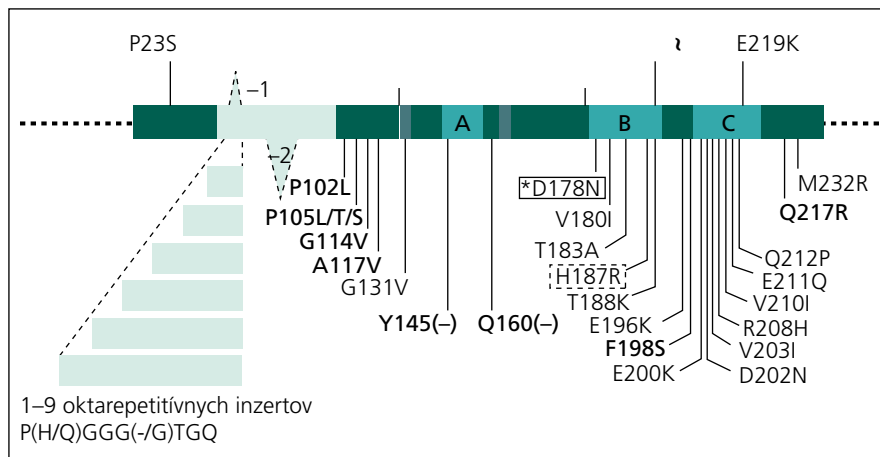 P23S
~
E219K
–1
A
B
C
–2
P102L
P105L/T/S
G114V
A117V
G131V
Y145(–)
Q160(–)
*D178N
V180I
T183A
H187R
T188K
E196K
F198S
E200K
M232R
Q217R
Q212P
E211Q
V210I
R208H
V203I
D202N
1–9 oktarepetitívnych inzertov
P(H/Q)GGG(-/G)TGQ